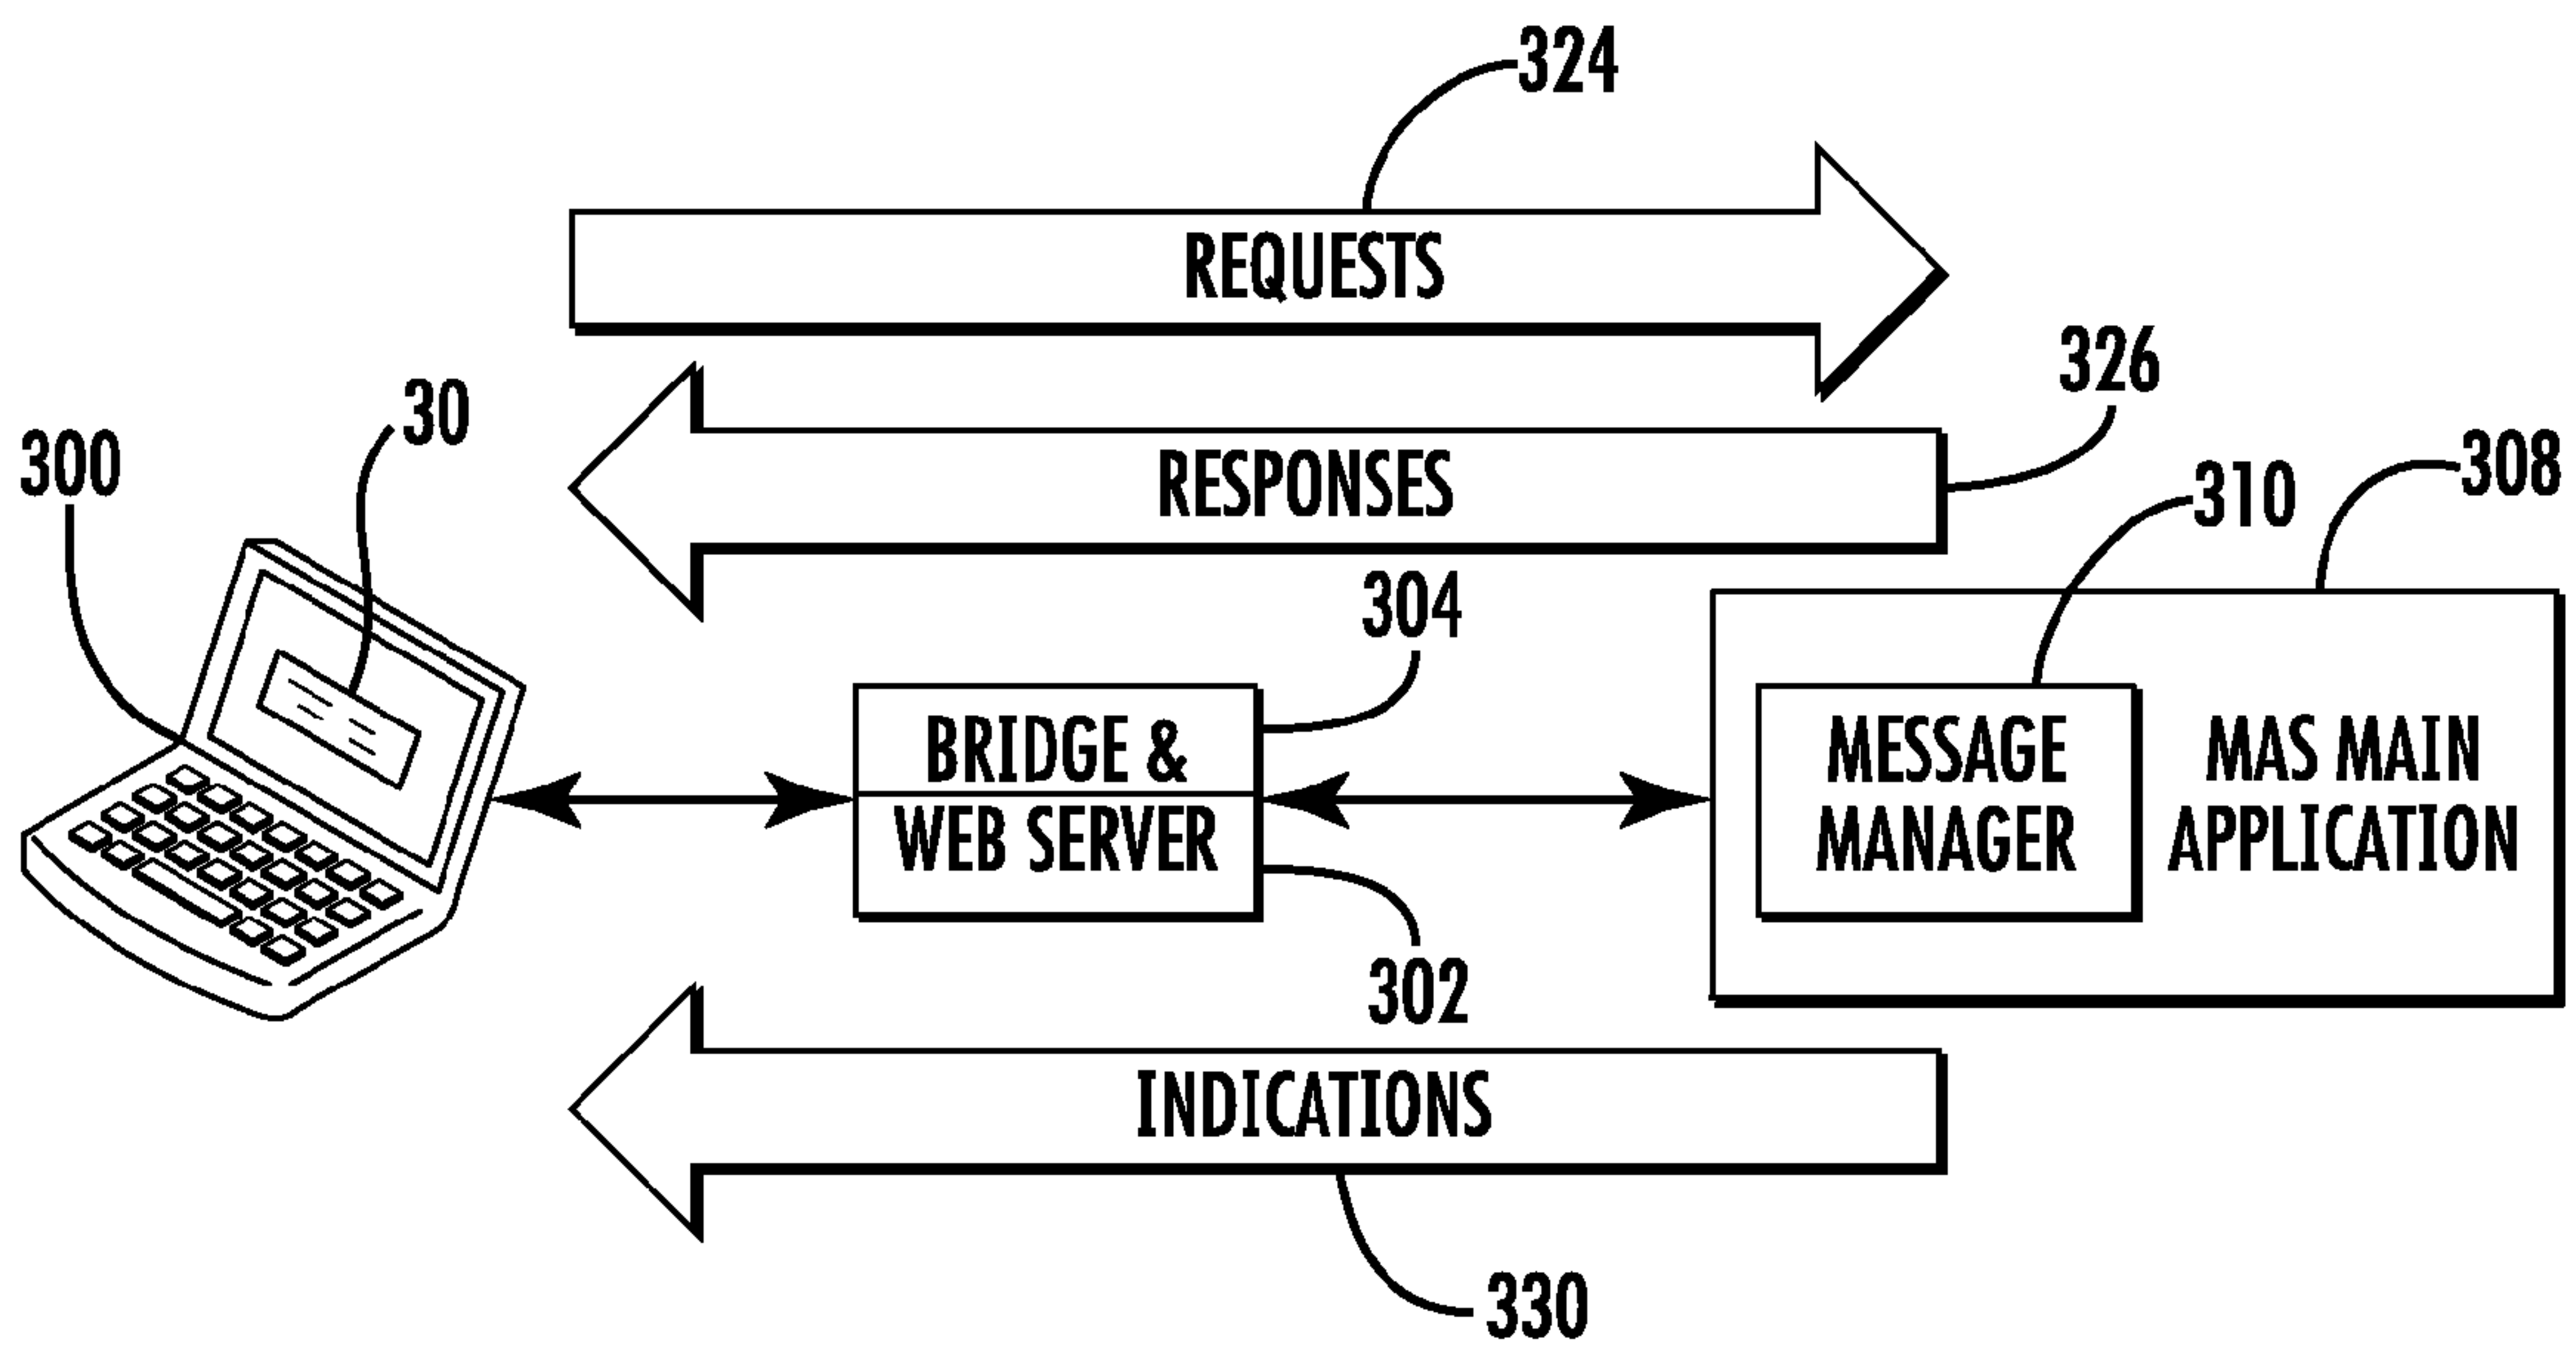 324
REQUESTS
326
30
300
RESPONSES
310
308
304
BRIDGE &
WEB SERVER
MESSAGE
MANAGER
MAS MAIN
APPLICATION
302
INDICATIONS
330